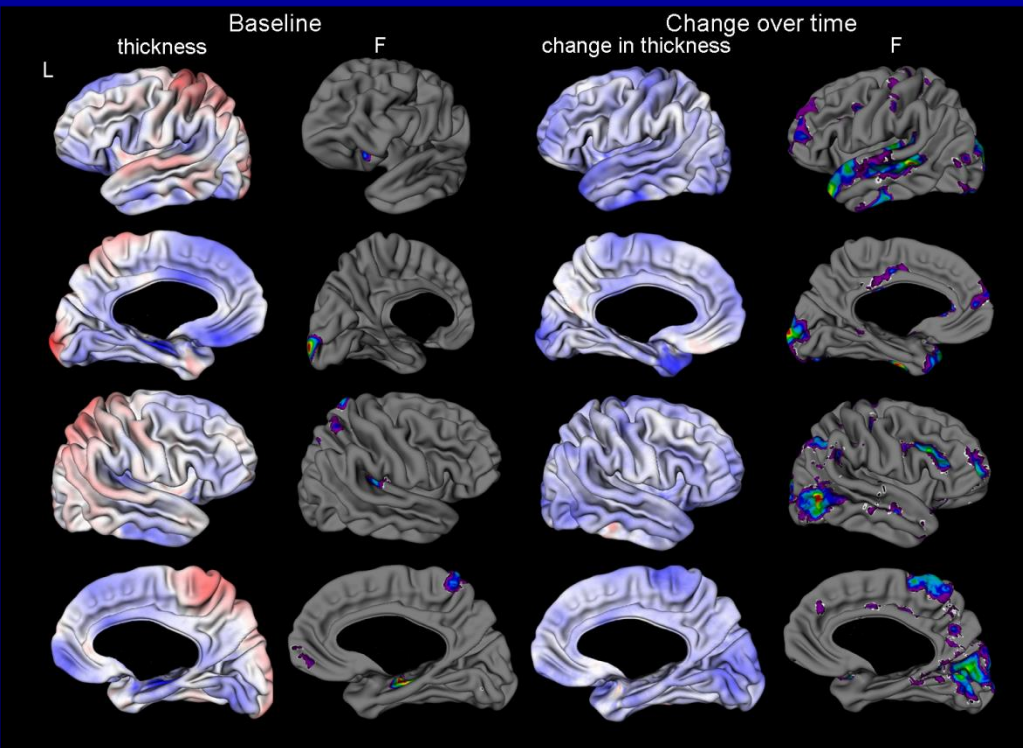 Baseline
Change over time
thickness
F
change in thickness
F
L